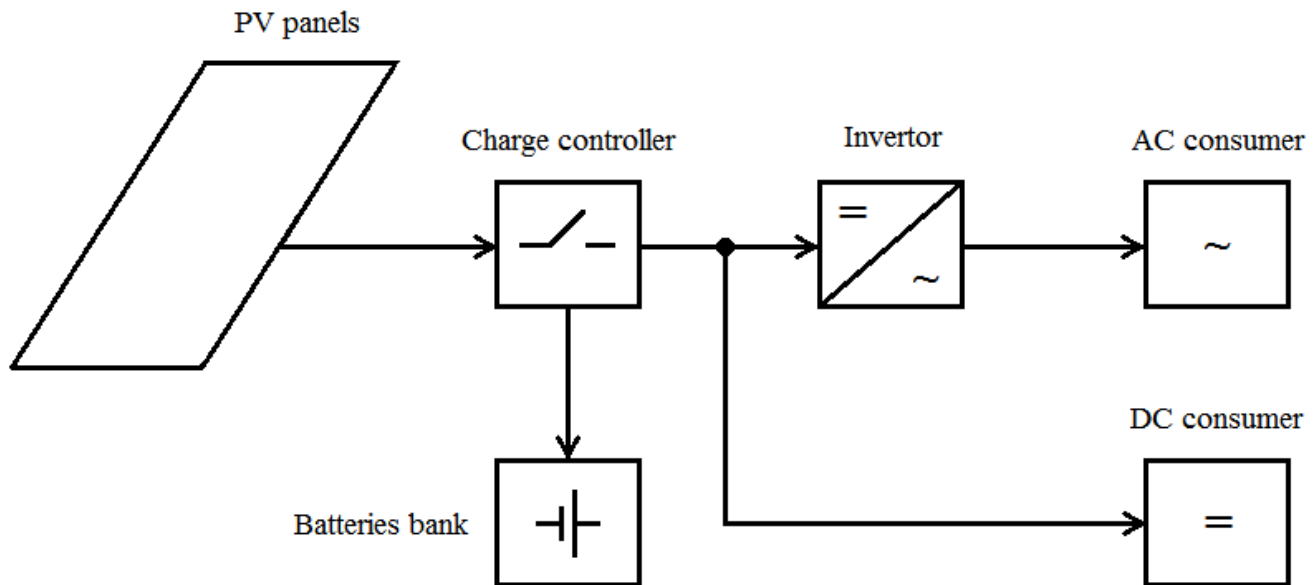 PV panels
Charge controller
Invertor
AC consumer
=
~
~
DC consumer
Batteries bank
=